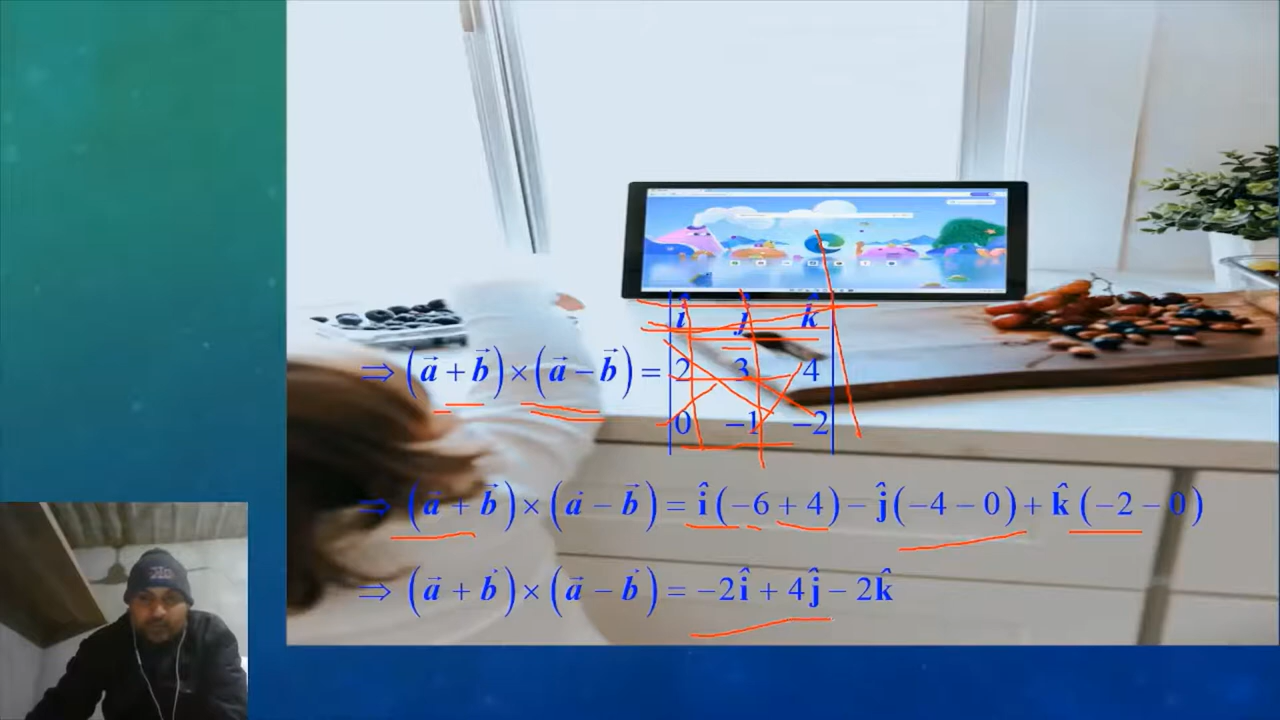 î ĵ k̂
⇒ (a⃗ + b⃗) × (a⃗ − b⃗) = 2 3 4
0 −1 −2
⇒ (a⃗ + b⃗) × (a⃗ − b⃗) = î(−6 + 4) − ĵ(−4 − 0) + k̂(−2 − 0)
⇒ (a⃗ + b⃗) × (a⃗ − b⃗) = −2î + 4ĵ − 2k̂